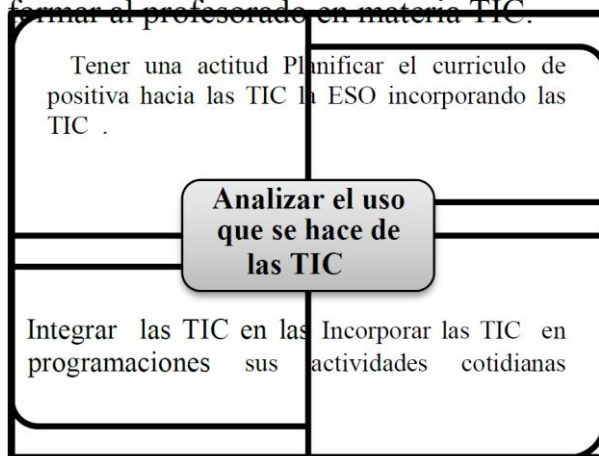 formar al profesorado en materia TIC.
Tener una actitud Planificar el curriculo de
positiva hacia las TIC la ESO incorporando las
TIC .
Analizar el uso
que se hace de
las TIC
Integrar las TIC en las Incorporar las TIC en
programaciones sus actividades cotidianas